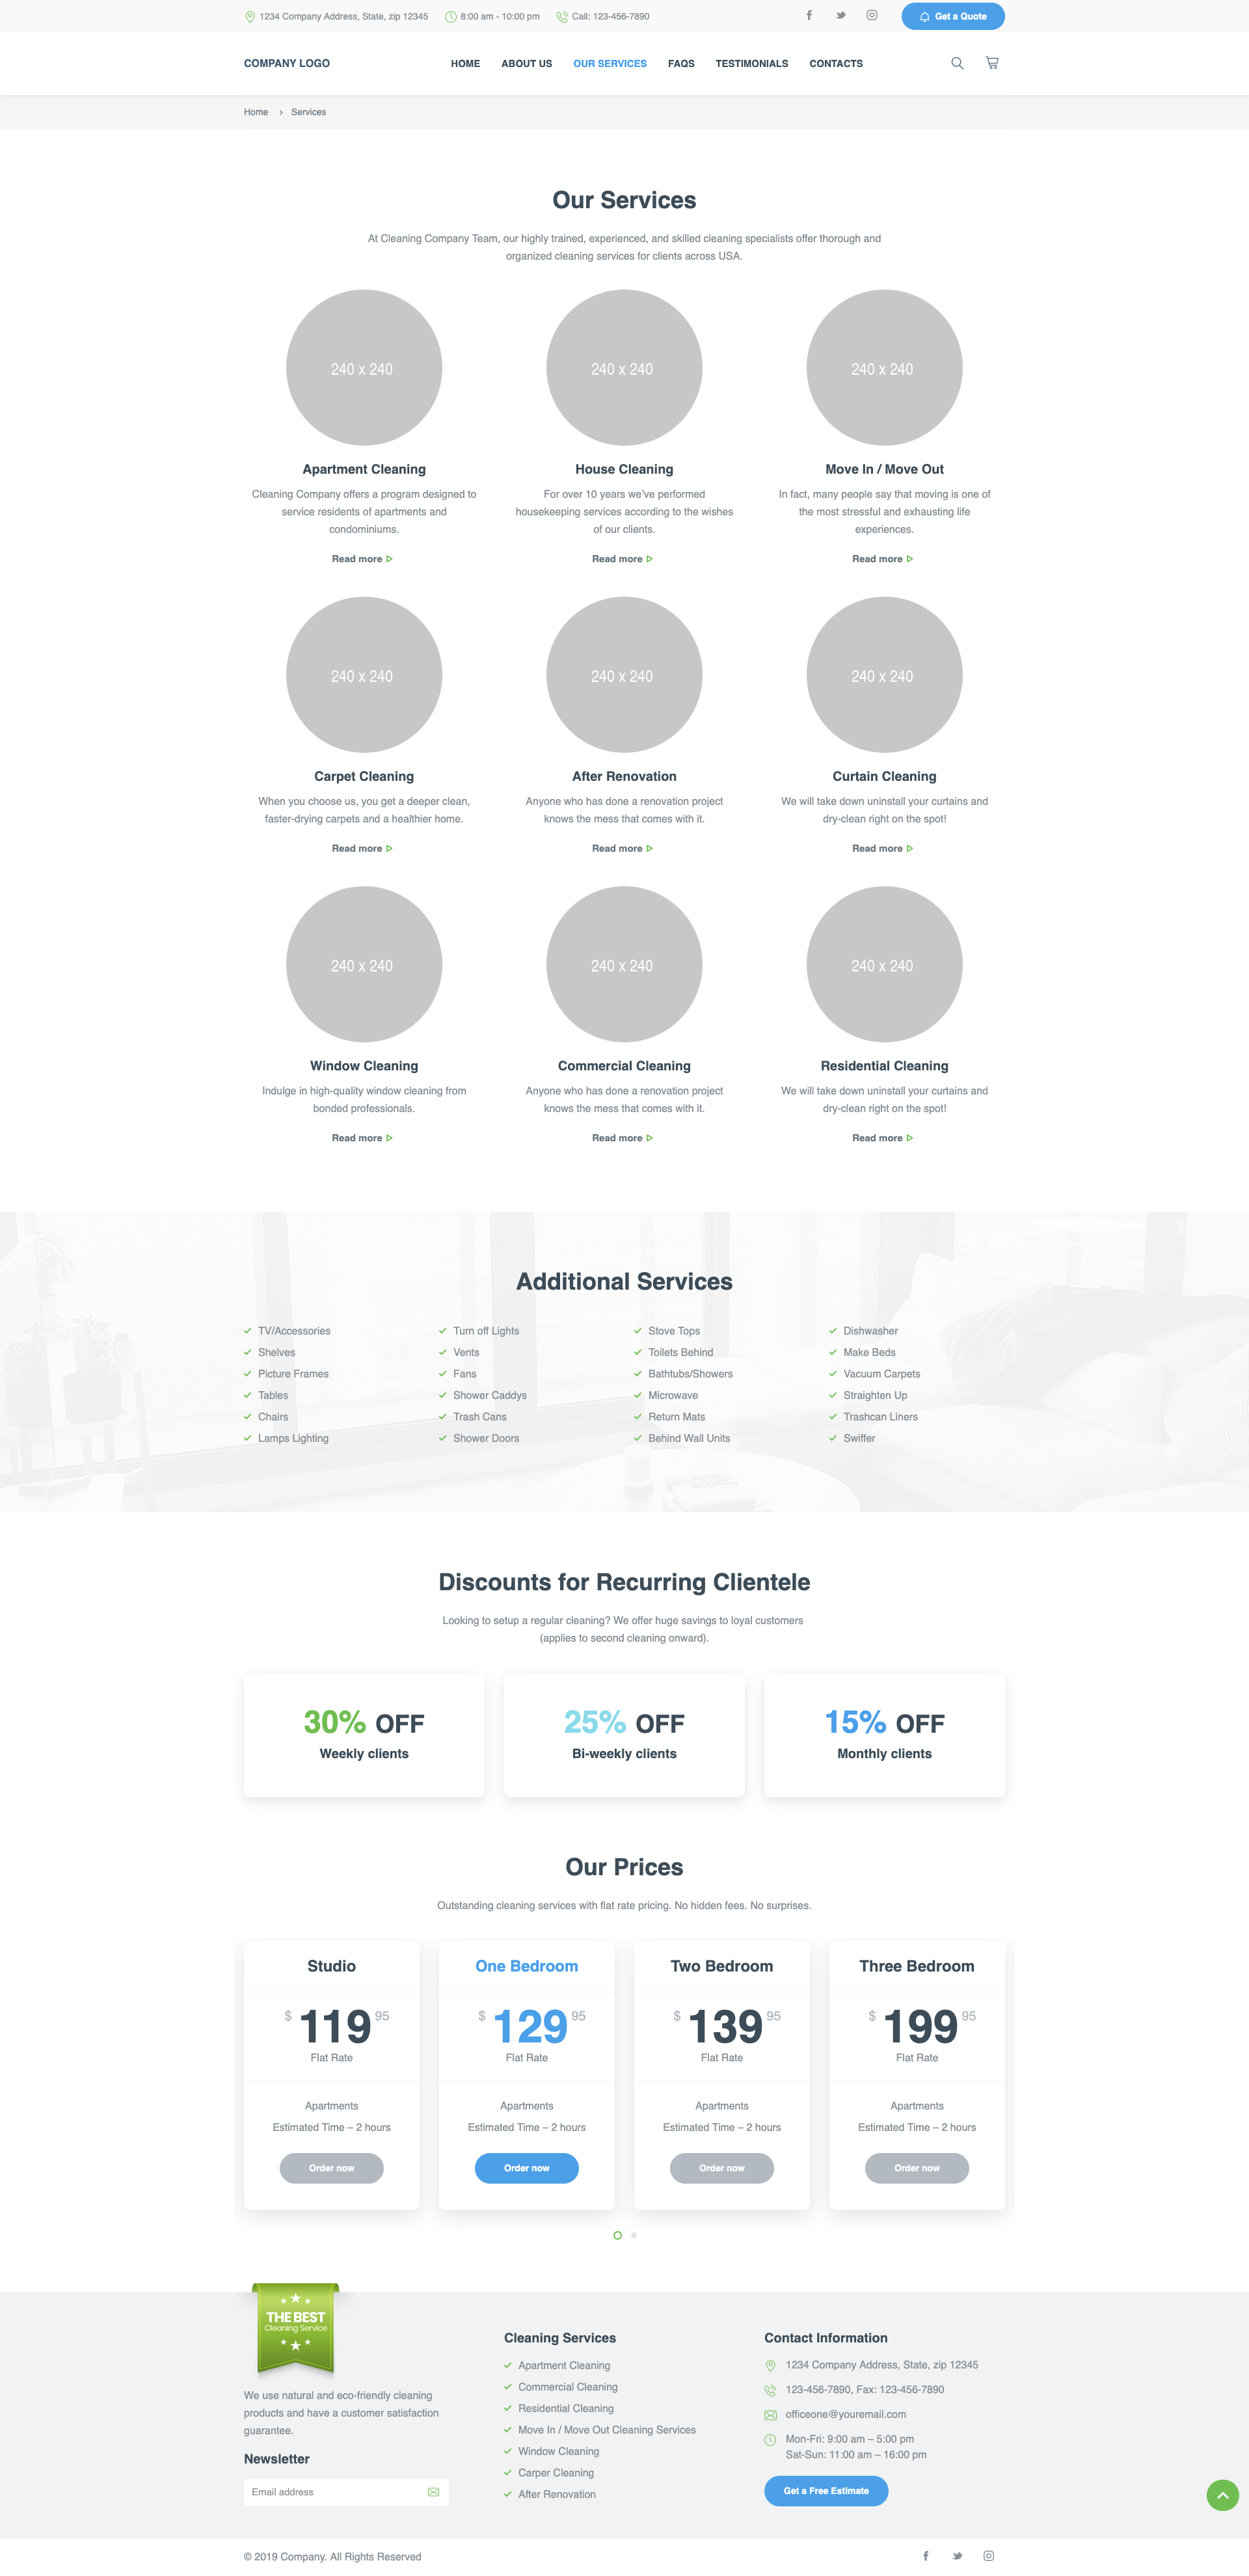 1234 Company Address, State, zip 12345 8:00 am - 10:00 pm Call: 123-456-7890 Get a Quote
COMPANY LOGO HOME ABOUT US OUR SERVICES FAQS TESTIMONIALS CONTACTS
Home › Services
Our Services
At Cleaning Company Team, our highly trained, experienced, and skilled cleaning specialists offer thorough and
organized cleaning services for clients across USA.
240 x 240
Apartment Cleaning
Cleaning Company offers a program designed to
service residents of apartments and
condominiums.
Read more
240 x 240
House Cleaning
For over 10 years we've performed
housekeeping services according to the wishes
of our clients.
Read more
240 x 240
Move In / Move Out
In fact, many people say that moving is one of
the most stressful and exhausting life
experiences.
Read more
240 x 240
Carpet Cleaning
When you choose us, you get a deeper clean,
faster-drying carpets and a healthier home.
Read more
240 x 240
After Renovation
Anyone who has done a renovation project
knows the mess that comes with it.
Read more
240 x 240
Curtain Cleaning
We will take down uninstall your curtains and
dry-clean right on the spot!
Read more
240 x 240
Window Cleaning
Indulge in high-quality window cleaning from
bonded professionals.
Read more
240 x 240
Commercial Cleaning
Anyone who has done a renovation project
knows the mess that comes with it.
Read more
240 x 240
Residential Cleaning
We will take down uninstall your curtains and
dry-clean right on the spot!
Read more
Additional Services
TV/Accessories
Shelves
Picture Frames
Tables
Chairs
Lamps Lighting
Turn off Lights
Vents
Fans
Shower Caddys
Trash Cans
Shower Doors
Stove Tops
Toilets Behind
Bathtubs/Showers
Microwave
Return Mats
Behind Wall Units
Dishwasher
Make Beds
Vacuum Carpets
Straighten Up
Trashcan Liners
Swiffer
Discounts for Recurring Clientele
Looking to setup a regular cleaning? We offer huge savings to loyal customers
(applies to second cleaning onward).
30% OFF
Weekly clients
25% OFF
Bi-weekly clients
15% OFF
Monthly clients
Our Prices
Outstanding cleaning services with flat rate pricing. No hidden fees. No surprises.
Studio
$ 119 95
Flat Rate
Apartments
Estimated Time – 2 hours
Order now
One Bedroom
$ 129 95
Flat Rate
Apartments
Estimated Time – 2 hours
Order now
Two Bedroom
$ 139 95
Flat Rate
Apartments
Estimated Time – 2 hours
Order now
Three Bedroom
$ 199 95
Flat Rate
Apartments
Estimated Time – 2 hours
Order now
THE BEST
Cleaning Service
We use natural and eco-friendly cleaning
products and have a customer satisfaction
guarantee.
Newsletter
Email address
Cleaning Services
Apartment Cleaning
Commercial Cleaning
Residential Cleaning
Move In / Move Out Cleaning Services
Window Cleaning
Carper Cleaning
After Renovation
Contact Information
1234 Company Address, State, zip 12345
123-456-7890, Fax: 123-456-7890
officeone@youremail.com
Mon-Fri: 9:00 am – 5:00 pm
Sat-Sun: 11:00 am – 16:00 pm
Get a Free Estimate
© 2019 Company. All Rights Reserved